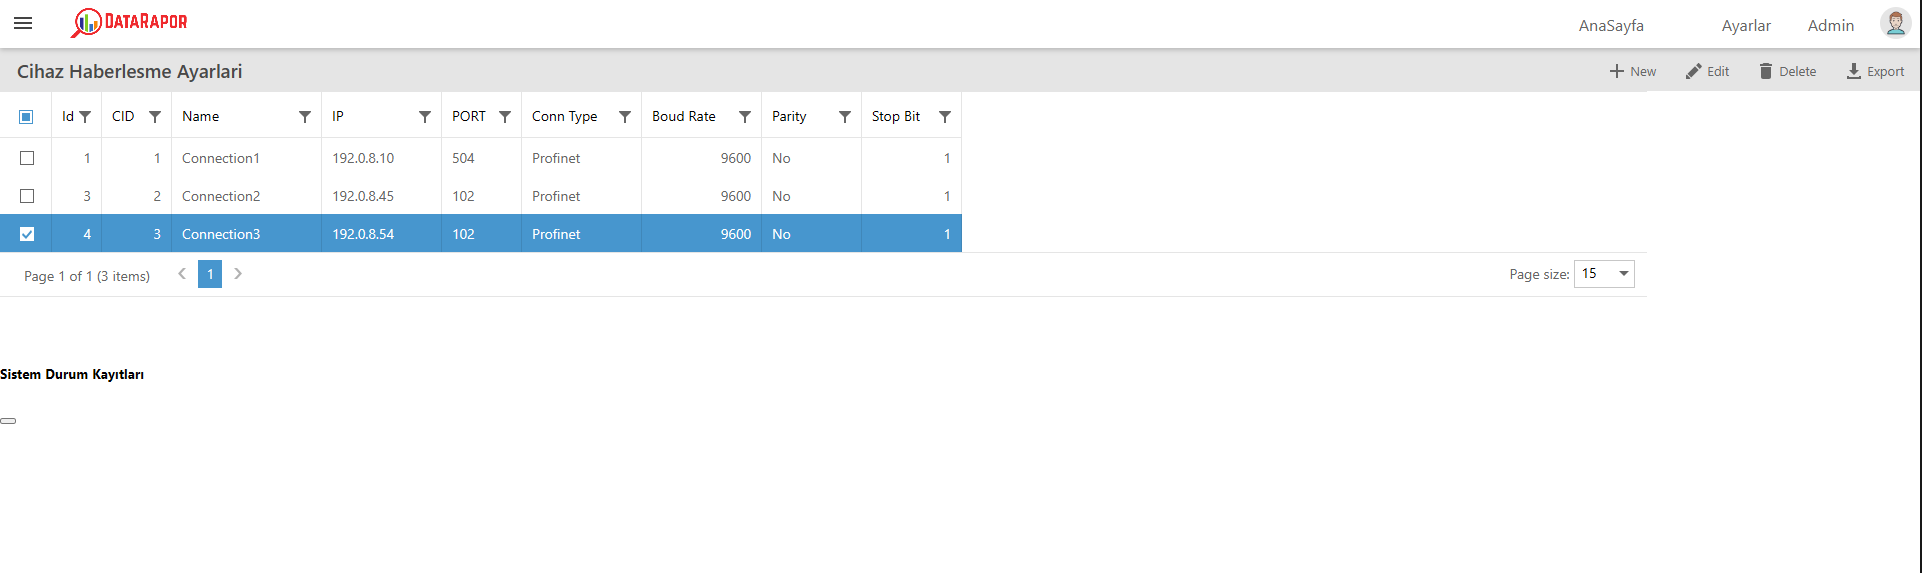 DATARAPOR
AnaSayfa Ayarlar Admin
Cihaz Haberlesme Ayarlari
New Edit Delete Export
Id CID Name IP PORT Conn Type Boud Rate Parity Stop Bit
1 1 Connection1 192.0.8.10 504 Profinet 9600 No 1
3 2 Connection2 192.0.8.45 102 Profinet 9600 No 1
4 3 Connection3 192.0.8.54 102 Profinet 9600 No 1
Page 1 of 1 (3 items) 1 Page size: 15
Sistem Durum Kayıtları